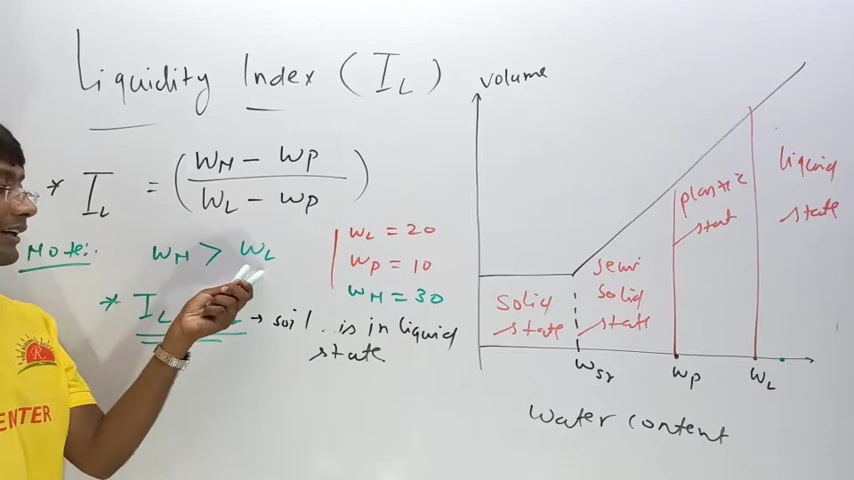 Liquidity Index (IL)
* IL = (WN - WP / WL - WP)
Note:. WN > WL
WL = 20
WP = 10
WN = 30
* IL → soil . is in liquid
state
volume
solid
state
semi
solid
state
plastic
stat
liquid
state
Wsr
WP
WL
Water content
R
ENTER